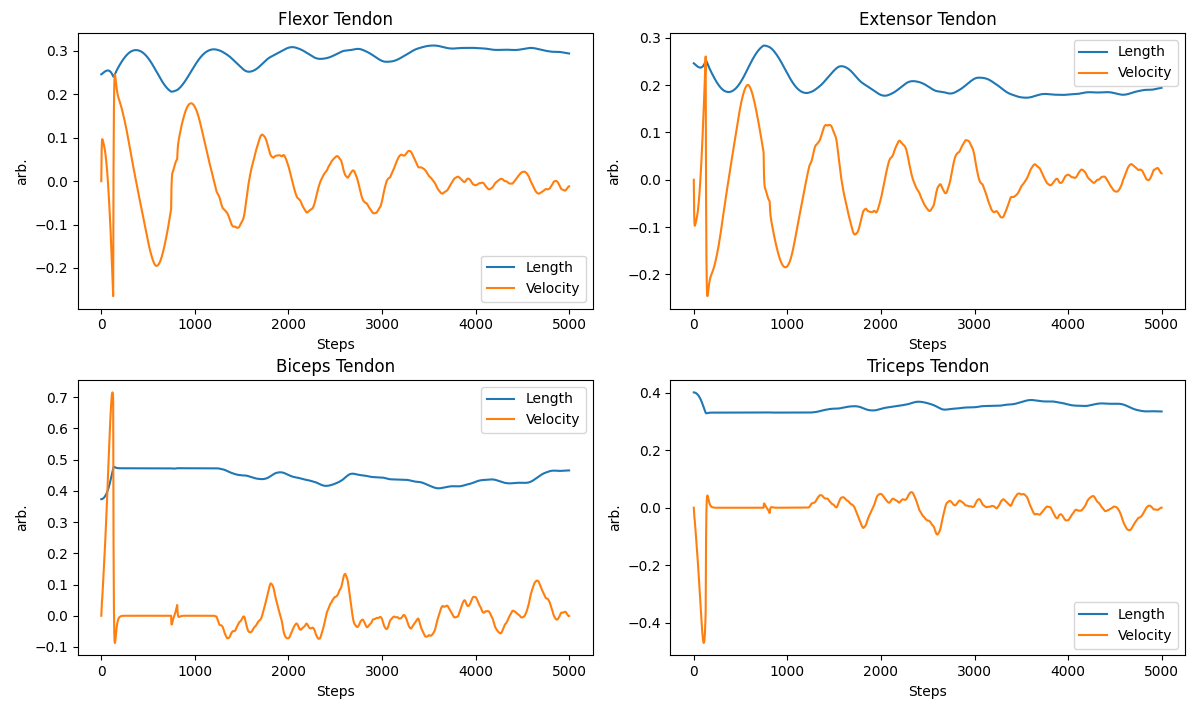 Flexor Tendon
0.3
0.2
0.1
0.0
−0.1
−0.2
arb.
Length
Velocity
0 1000 2000 3000 4000 5000
Steps
Extensor Tendon
0.3
0.2
0.1
0.0
−0.1
−0.2
arb.
Length
Velocity
0 1000 2000 3000 4000 5000
Steps
Biceps Tendon
0.7
0.6
0.5
0.4
0.3
0.2
0.1
0.0
−0.1
arb.
Length
Velocity
0 1000 2000 3000 4000 5000
Steps
Triceps Tendon
0.4
0.2
0.0
−0.2
−0.4
arb.
Length
Velocity
0 1000 2000 3000 4000 5000
Steps